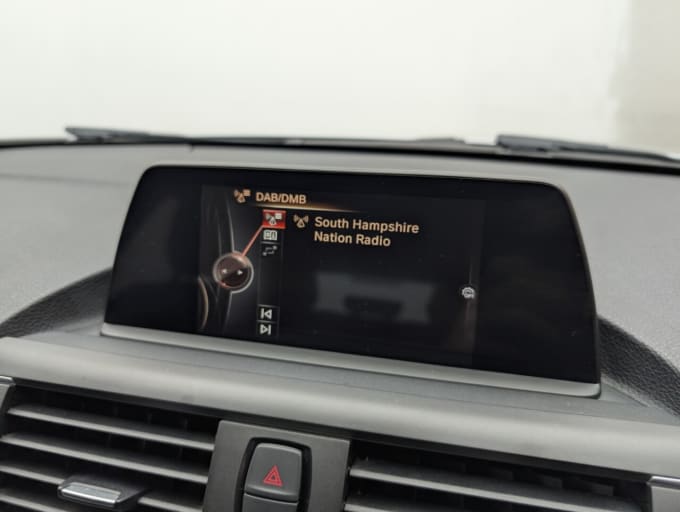 DAB/DMB
South Hampshire
Nation Radio